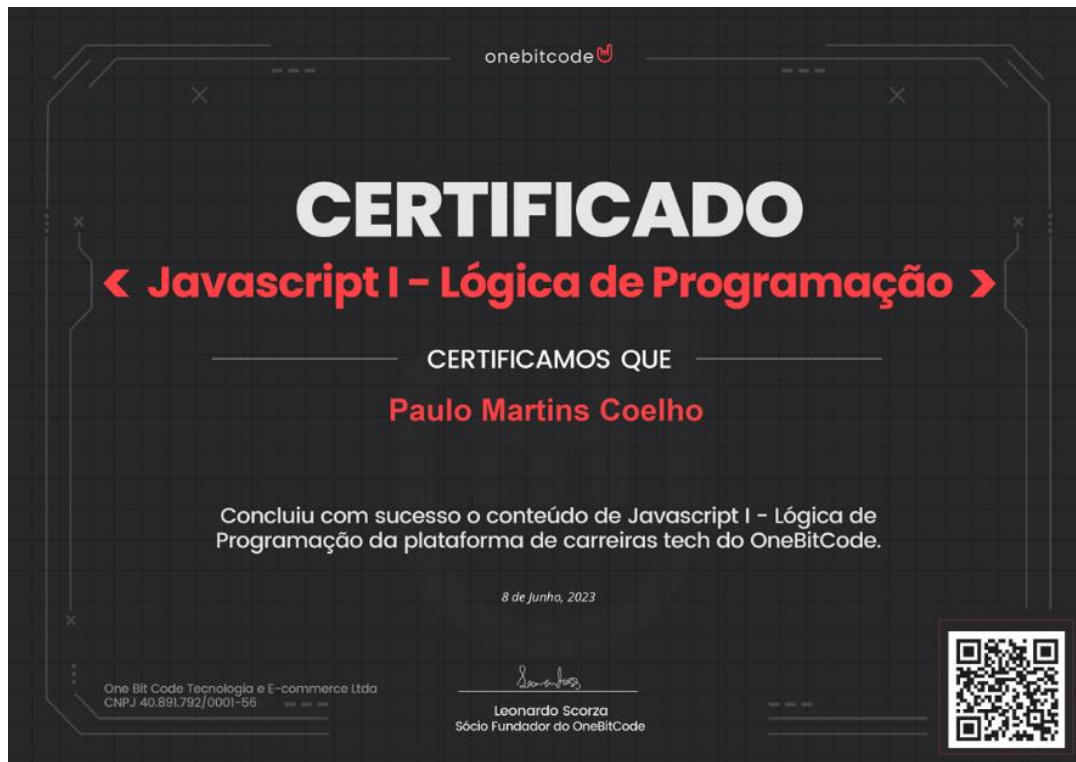 onebitcode
CERTIFICADO
< Javascript I - Lógica de Programação >
CERTIFICAMOS QUE
Paulo Martins Coelho
Concluiu com sucesso o conteúdo de Javascript I - Lógica de
Programação da plataforma de carreiras tech do OneBitCode.
8 de Junho, 2023
One Bit Code Tecnologia e E-commerce Ltda
CNPJ 40.891.792/0001-56
Leonardo Scorza
Sócio Fundador do OneBitCode